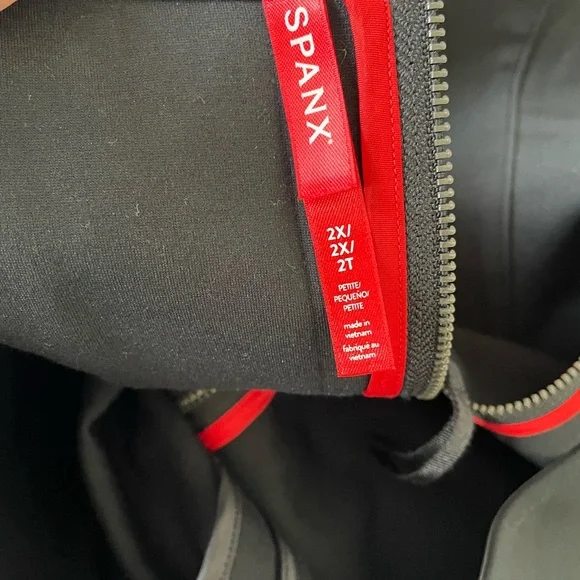 SPANX®
2X/
2X/
2T
PETITE/
PEQUEÑO/
PETITE
made in
vietnam
fabriqué au
vietnam